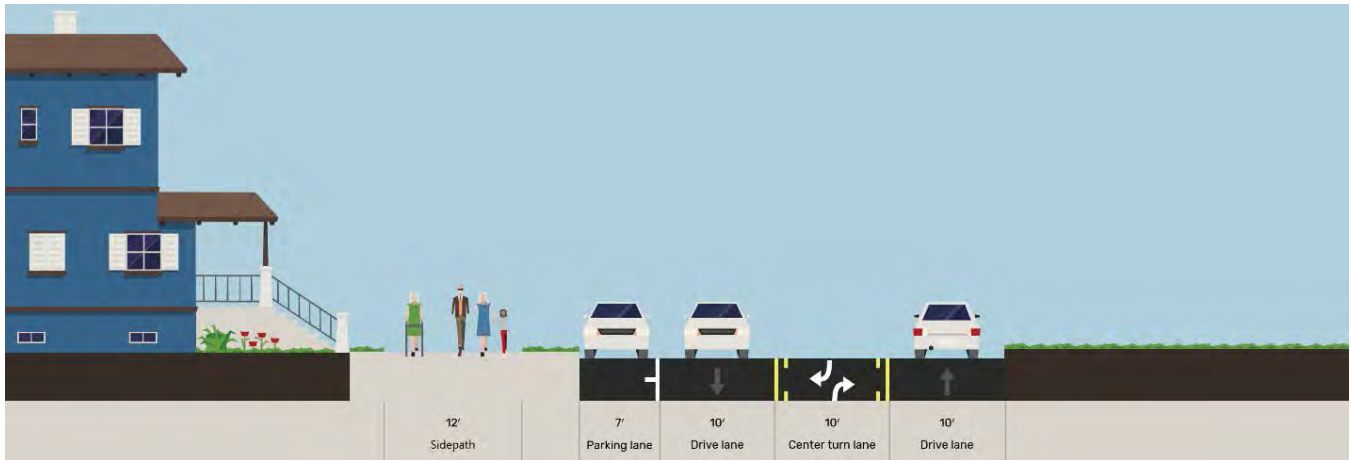 12′
Sidepath
7′
Parking lane
10′
Drive lane
10′
Center turn lane
10′
Drive lane